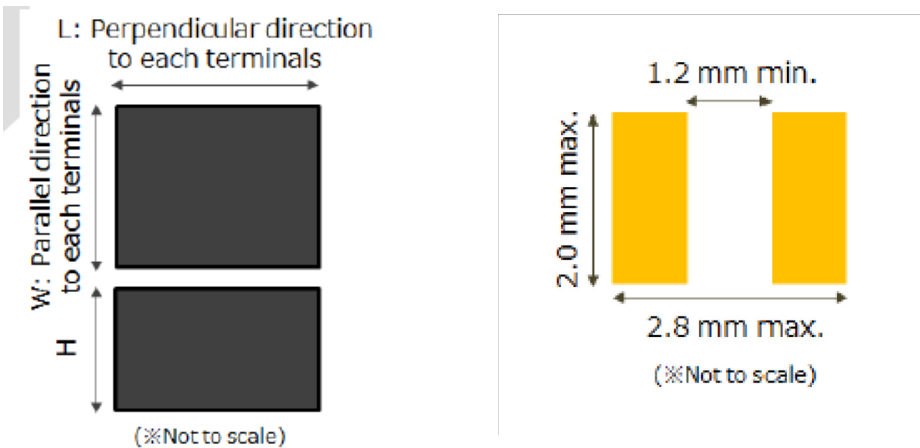 L: Perpendicular direction
to each terminals
W: Parallel direction
to each terminals
H
(※Not to scale)
1.2 mm min.
2.0 mm max.
2.8 mm max.
(※Not to scale)